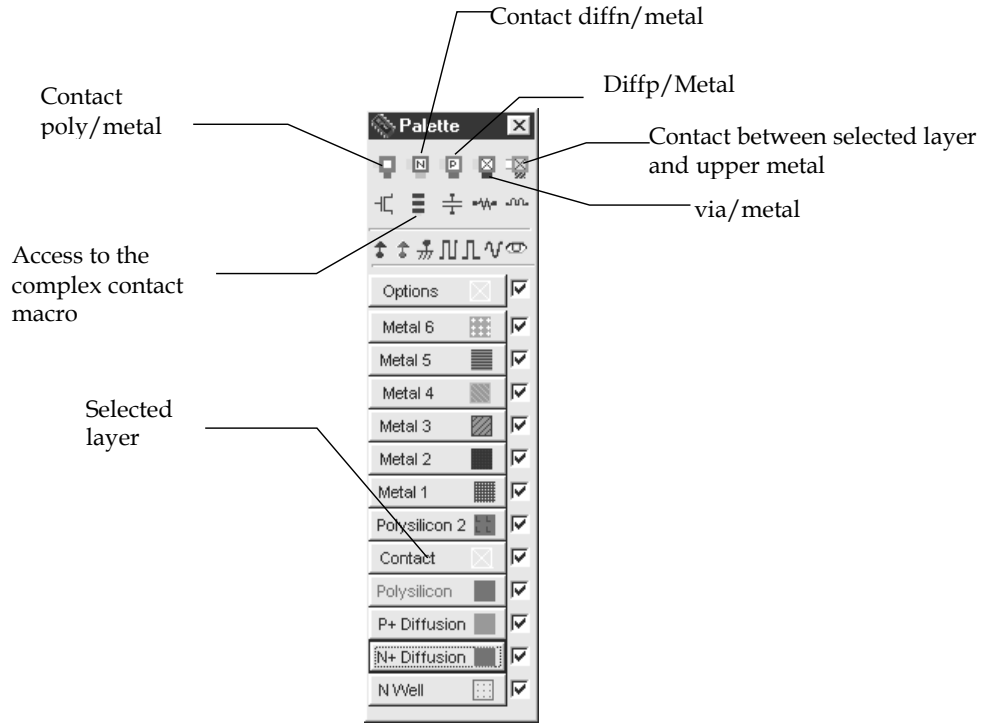 Contact diffn/metal
Diffp/Metal
Contact
poly/metal
Palette
Contact between selected layer
and upper metal
N
P
via/metal
Access to the
complex contact
macro
Options
Metal 6
Metal 5
Metal 4
Selected
layer
Metal 3
Metal 2
Metal 1
Polysilicon 2
Contact
Polysilicon
P+ Diffusion
N+ Diffusion
N Well